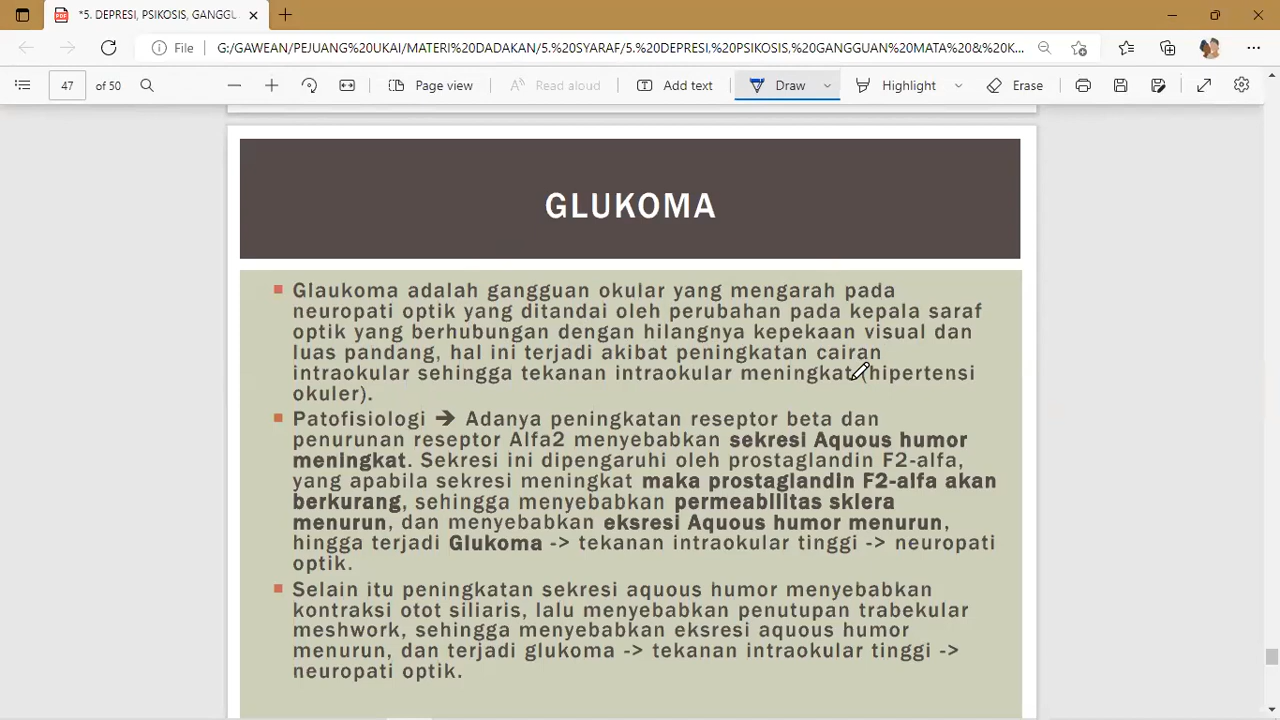 *5. DEPRESI, PSIKOSIS, GANGGU
File
G:/GAWEAN/PEJUANG%20UKAI/MATERI%20DADAKAN/5.%20SYARAF/5.%20DEPRESI,%20PSIKOSIS,%20GANGGUAN%20MATA%20&%20K...
47 of 50
Page view
Read aloud
Add text
Draw
Highlight
Erase
GLUKOMA
Glaukoma adalah gangguan okular yang mengarah pada
neuropati optik yang ditandai oleh perubahan pada kepala saraf
optik yang berhubungan dengan hilangnya kepekaan visual dan
luas pandang, hal ini terjadi akibat peningkatan cairan
intraokular sehingga tekanan intraokular meningkat (hipertensi
okuler).
Patofisiologi ➔ Adanya peningkatan reseptor beta dan
penurunan reseptor Alfa2 menyebabkan sekresi Aquous humor
meningkat. Sekresi ini dipengaruhi oleh prostaglandin F2-alfa,
yang apabila sekresi meningkat maka prostaglandin F2-alfa akan
berkurang, sehingga menyebabkan permeabilitas sklera
menurun, dan menyebabkan eksresi Aquous humor menurun,
hingga terjadi Glukoma -> tekanan intraokular tinggi -> neuropati
optik.
Selain itu peningkatan sekresi aquous humor menyebabkan
kontraksi otot siliaris, lalu menyebabkan penutupan trabekular
meshwork, sehingga menyebabkan eksresi aquous humor
menurun, dan terjadi glukoma -> tekanan intraokular tinggi ->
neuropati optik.